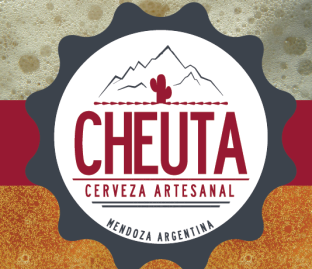 CHEUTA
CERVEZA ARTESANAL
MENDOZA ARGENTINA